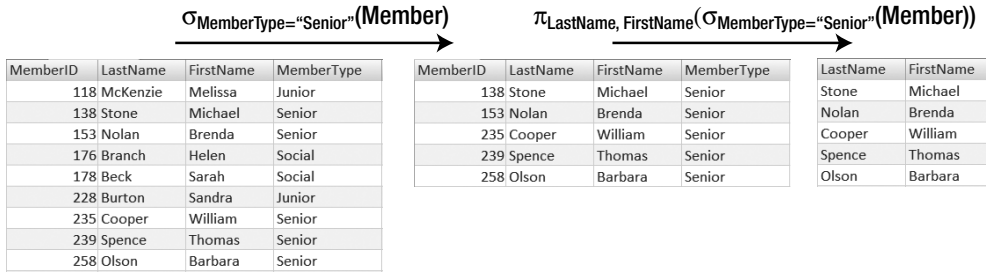 σMemberType="Senior"(Member)
πLastName, FirstName(σMemberType="Senior"(Member))
MemberID LastName FirstName MemberType
118 McKenzie Melissa Junior
138 Stone Michael Senior
153 Nolan Brenda Senior
176 Branch Helen Social
178 Beck Sarah Social
228 Burton Sandra Junior
235 Cooper William Senior
239 Spence Thomas Senior
258 Olson Barbara Senior
MemberID LastName FirstName MemberType
138 Stone Michael Senior
153 Nolan Brenda Senior
235 Cooper William Senior
239 Spence Thomas Senior
258 Olson Barbara Senior
LastName FirstName
Stone Michael
Nolan Brenda
Cooper William
Spence Thomas
Olson Barbara